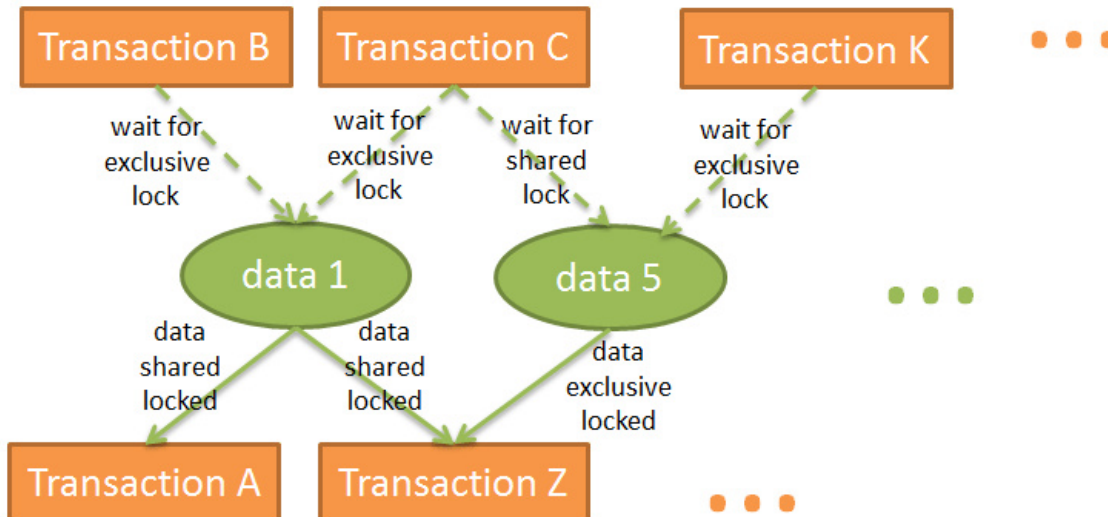 Transaction B
Transaction C
Transaction K
wait for
exclusive
lock
wait for
exclusive
lock
wait for
shared
lock
wait for
exclusive
lock
data 1
data 5
data
shared
locked
data
shared
locked
data
exclusive
locked
Transaction A
Transaction Z